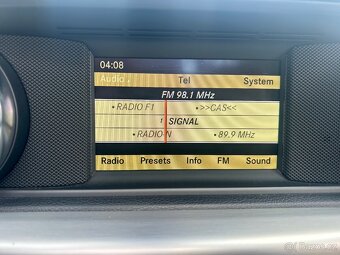 04:08
Audio Tel System
FM 98.1 MHz
• RADIO F1 • >>CAS<<
1 SIGNAL
• RADIO N • 89.9 MHz
Radio Presets Info FM Sound